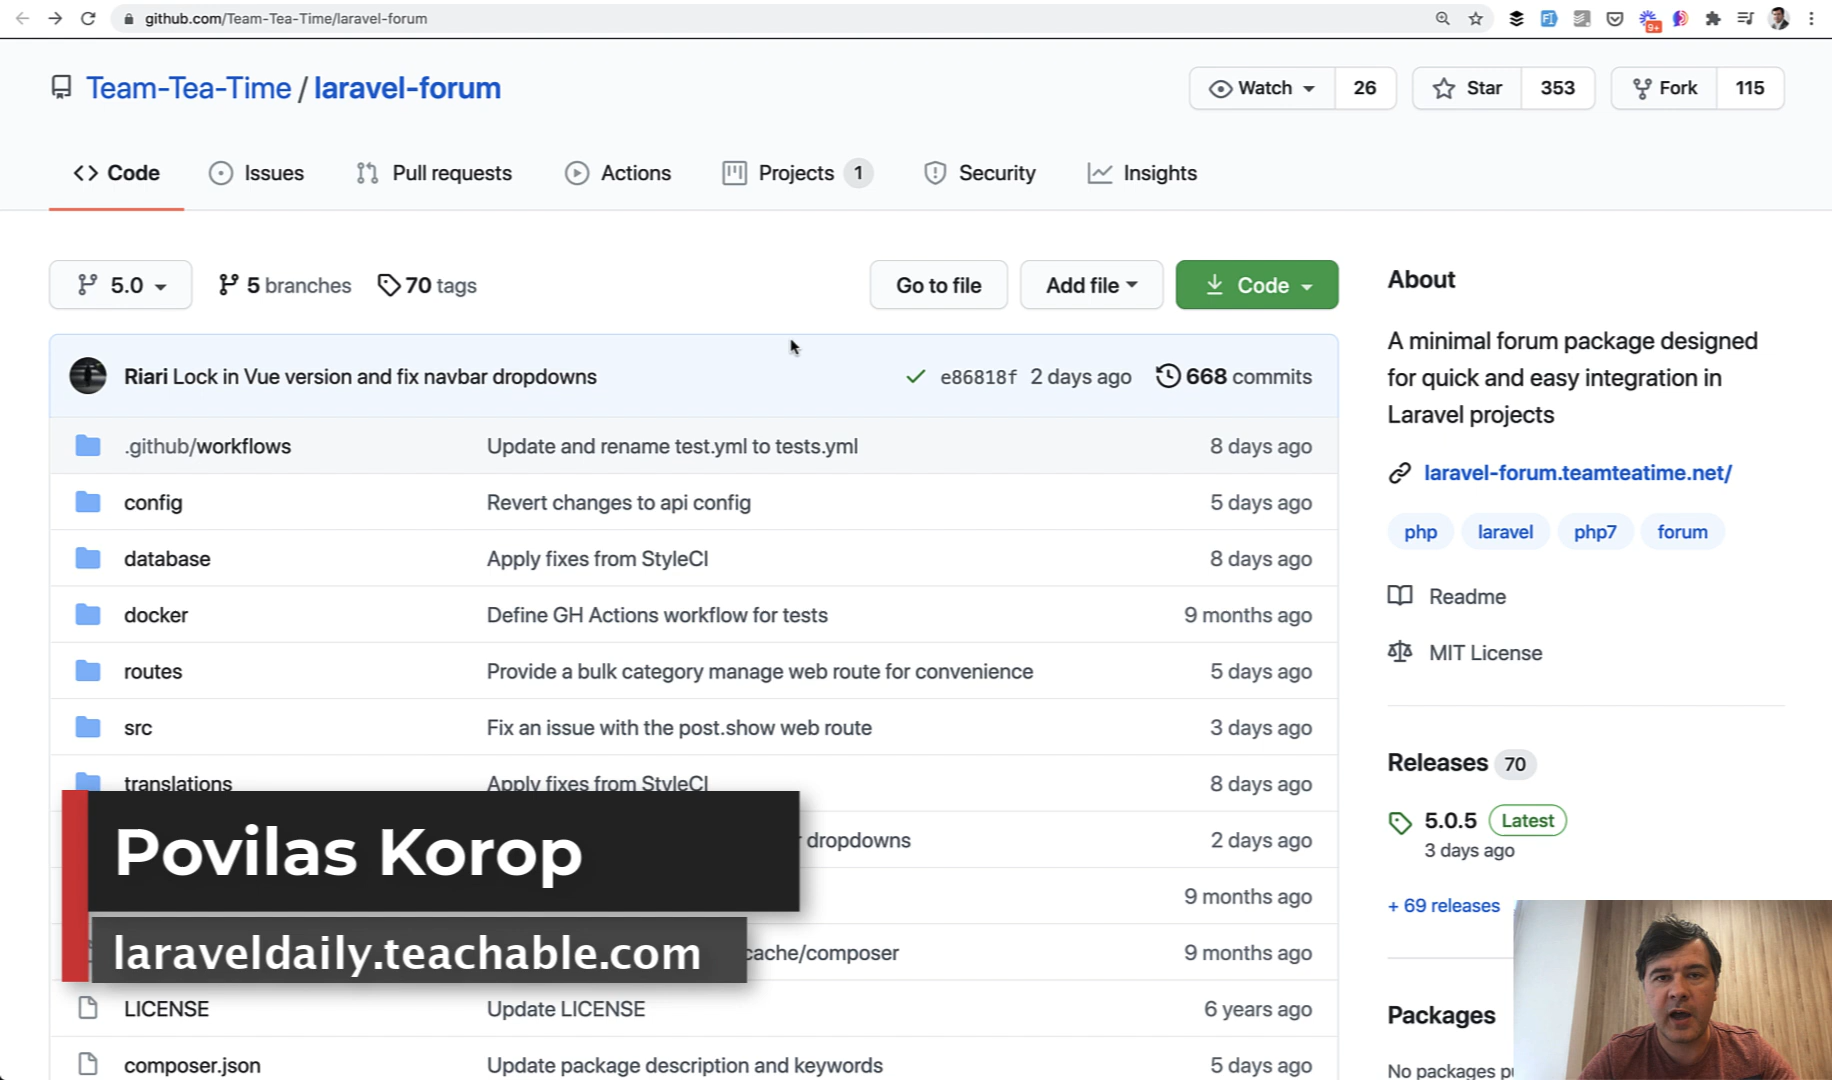 github.com/Team-Tea-Time/laravel-forum
9+
Team-Tea-Time / laravel-forum
Watch 26
Star 353
Fork 115
Code
Issues
Pull requests
Actions
Projects 1
Security
Insights
5.0
5 branches
70 tags
Go to file
Add file
Code
Riari Lock in Vue version and fix navbar dropdowns
e86818f 2 days ago
668 commits
.github/workflows Update and rename test.yml to tests.yml 8 days ago
config Revert changes to api config 5 days ago
database Apply fixes from StyleCI 8 days ago
docker Define GH Actions workflow for tests 9 months ago
routes Provide a bulk category manage web route for convenience 5 days ago
src Fix an issue with the post.show web route 3 days ago
translations Apply fixes from StyleCI 8 days ago
dropdowns 2 days ago
9 months ago
cache/composer 9 months ago
LICENSE Update LICENSE 6 years ago
composer.json Update package description and keywords 5 days ago
Povilas Korop
laraveldaily.teachable.com
About
A minimal forum package designed
for quick and easy integration in
Laravel projects
laravel-forum.teamteatime.net/
php laravel php7 forum
Readme
MIT License
Releases 70
5.0.5 Latest
3 days ago
+ 69 releases
Packages
No packages